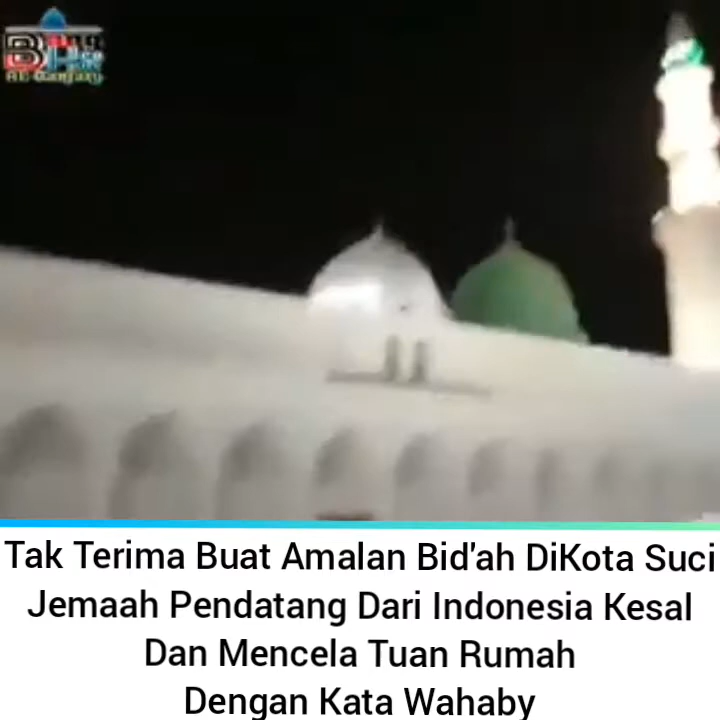 Tak Terima Buat Amalan Bid'ah DiKota Suci
Jemaah Pendatang Dari Indonesia Kesal
Dan Mencela Tuan Rumah
Dengan Kata Wahaby